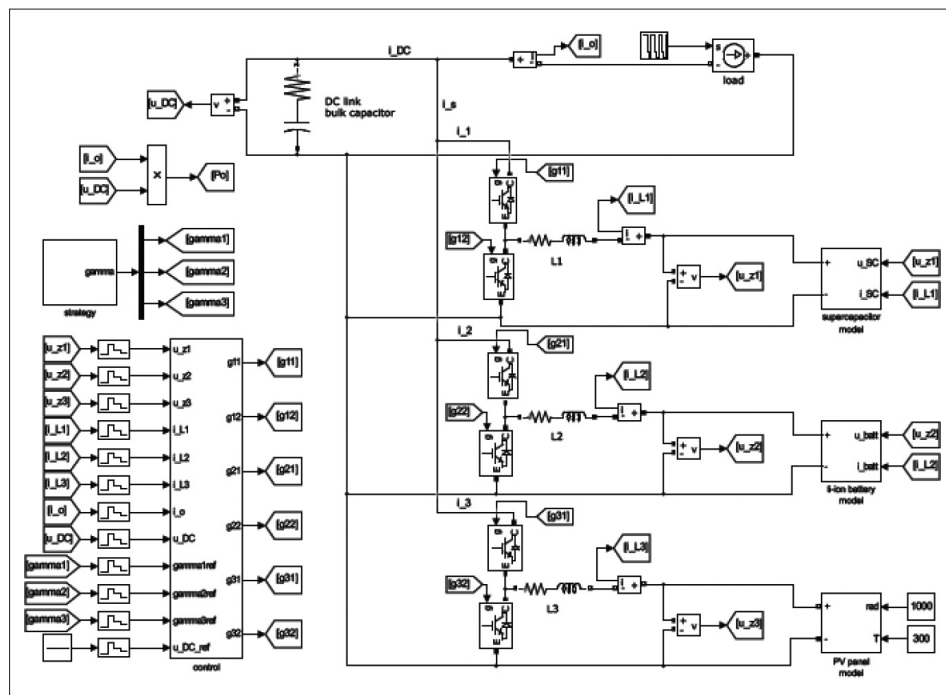 i_DC
[i_o]
s
load
DC link
bulk capacitor
i_s
[u_DC]
v
i_1
[i_o]
[u_DC]
×
[Po]
g
C
E
[g11]
[i_L1]
[g12]
g
C
E
L1
i
v
[u_z1]
u_SC
i_SC
[u_z1]
[i_L1]
supercapacitor
model
gamma
strategy
[gamma1]
[gamma2]
[gamma3]
i_2
g
C
E
[g21]
[i_L2]
[g22]
g
C
E
L2
i
v
[u_z2]
u_batt
i_batt
[u_z2]
[i_L2]
li-ion battery
model
i_3
g
C
E
[g31]
[i_L3]
[g32]
g
C
E
L3
i
v
[u_z3]
rad
T
1000
300
PV panel
model
[u_z1]
[u_z2]
[u_z3]
[i_L1]
[i_L2]
[i_L3]
[i_o]
[u_DC]
[gamma1]
[gamma2]
[gamma3]
u_z1
u_z2
u_z3
i_L1
i_L2
i_L3
i_o
u_DC
gamma1ref
gamma2ref
gamma3ref
u_DC_ref
g11
g12
g21
g22
g31
g32
[g11]
[g12]
[g21]
[g22]
[g31]
[g32]
control